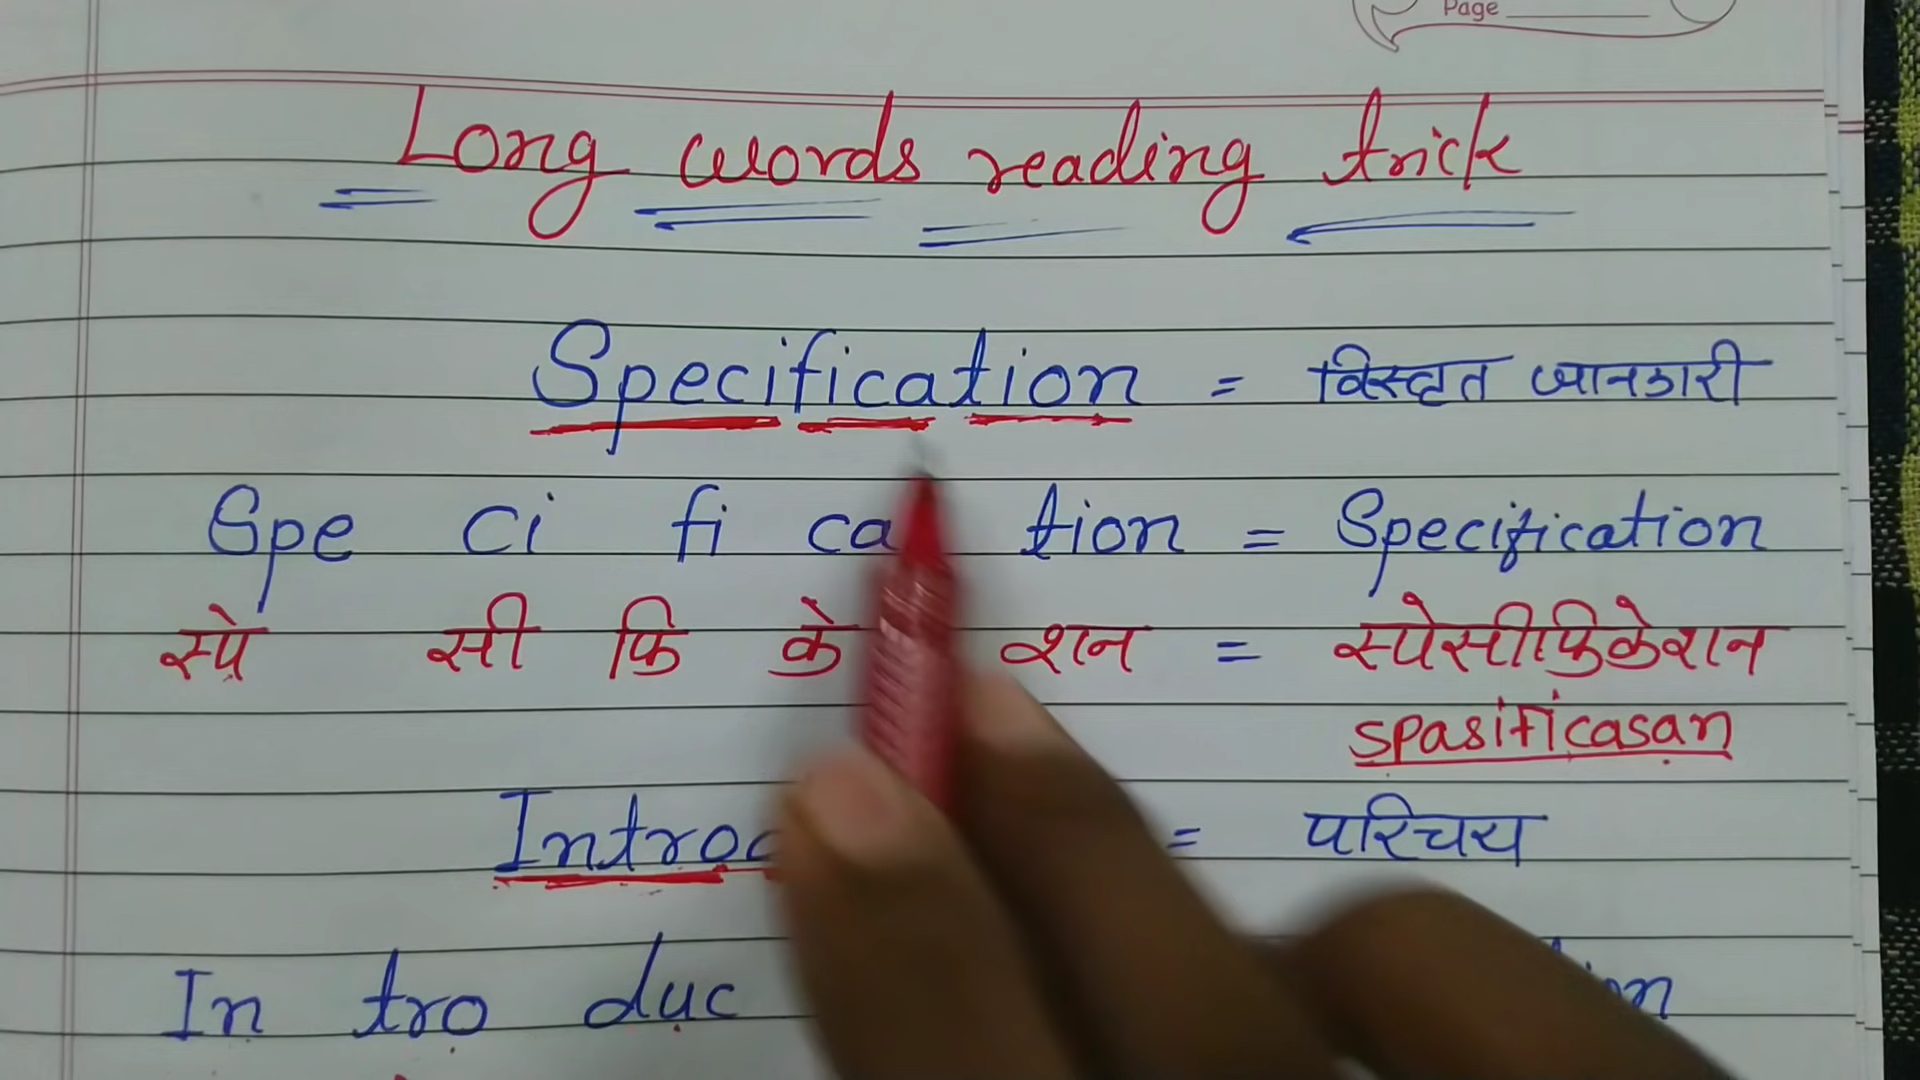 Page
Long words reading trick
Specification = विस्तृत जानकारी
Spe ci fi ca tion = Specification
स्पे सी फि के शन = स्पेसीफिकेशन
spasificasan
= परिचय
In tro duc